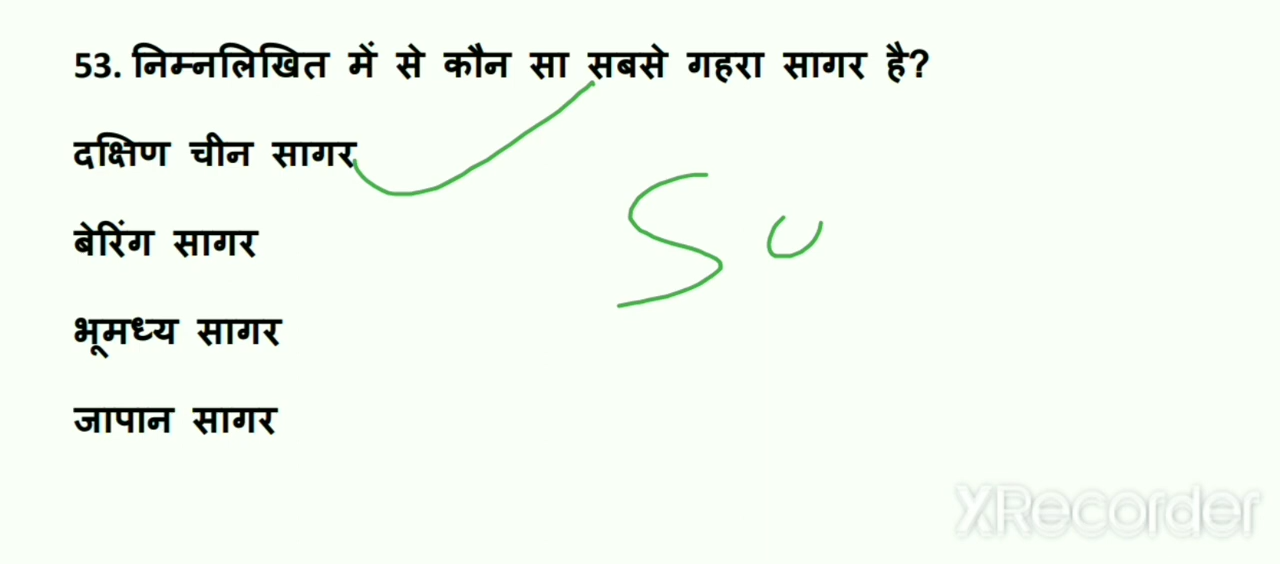 53. निम्नलिखित में से कौन सा सबसे गहरा सागर है?
दक्षिण चीन सागर
Su
बेरिंग सागर
भूमध्य सागर
जापान सागर
XRecorder